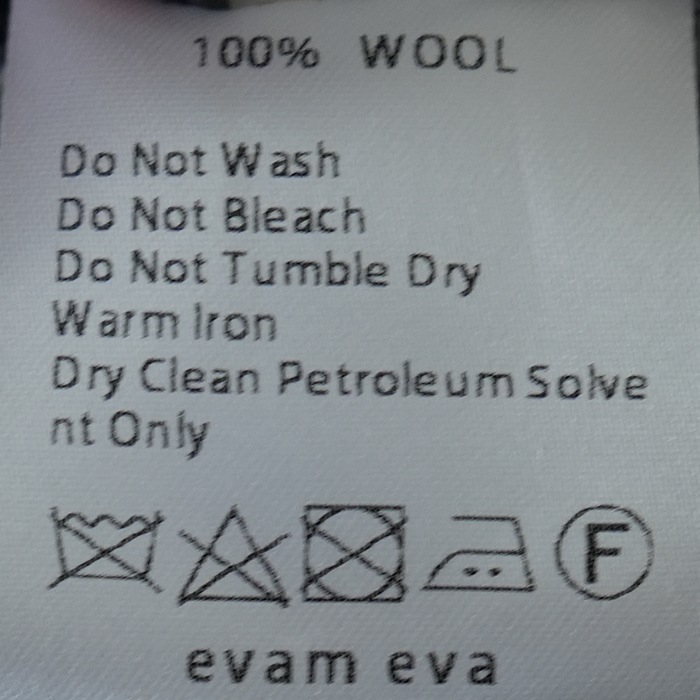 100% WOOL
Do Not Wash
Do Not Bleach
Do Not Tumble Dry
Warm Iron
Dry Clean Petroleum Solve
nt Only
F
evam eva